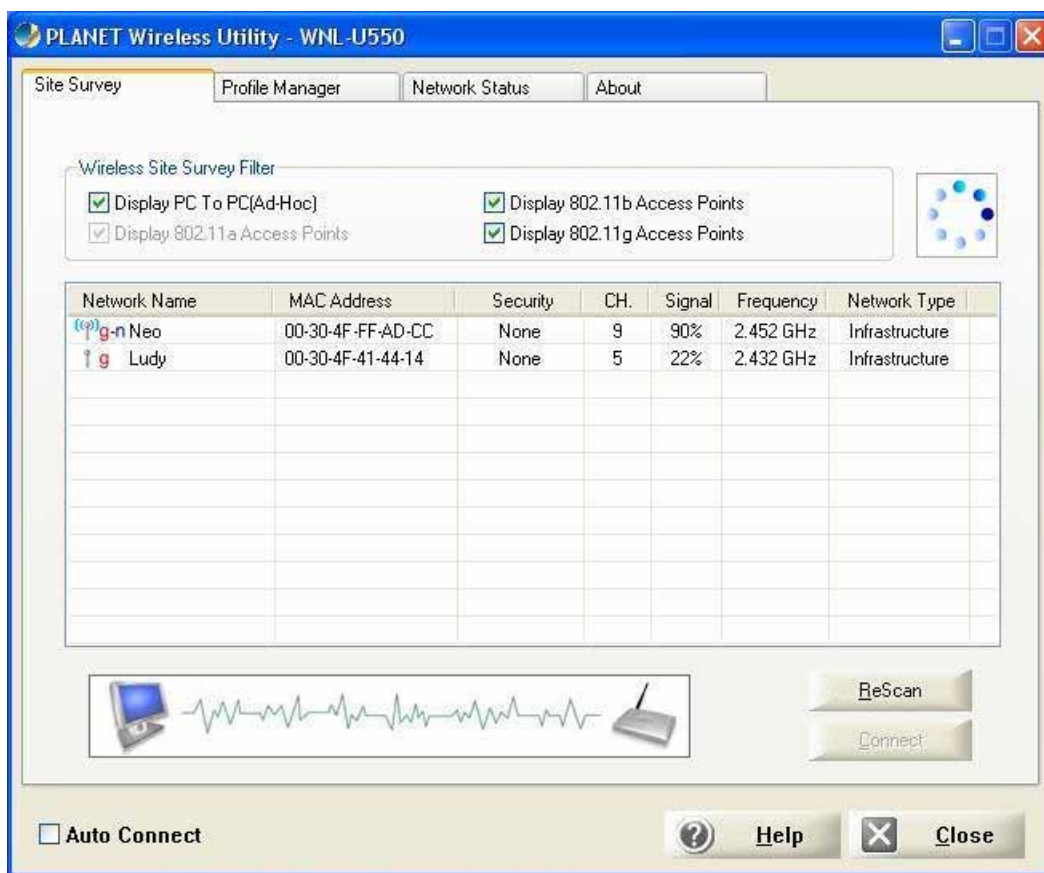 PLANET Wireless Utility - WNL-U550
Site Survey Profile Manager Network Status About
Wireless Site Survey Filter
Display PC To PC(Ad-Hoc) Display 802.11b Access Points
Display 802.11a Access Points Display 802.11g Access Points
Network Name MAC Address Security CH. Signal Frequency Network Type
g-n Neo 00-30-4F-FF-AD-CC None 9 90% 2.452 GHz Infrastructure
g Ludy 00-30-4F-41-44-14 None 5 22% 2.432 GHz Infrastructure
ReScan
Connect
Auto Connect Help Close